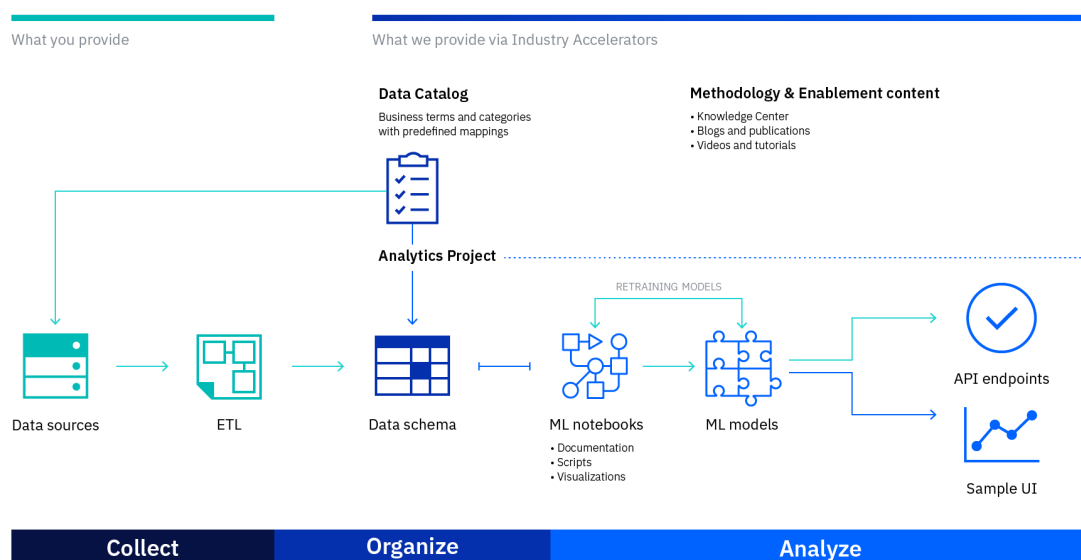 What you provide
What we provide via Industry Accelerators
Data Catalog
Business terms and categories
with predefined mappings
Methodology & Enablement content
• Knowledge Center
• Blogs and publications
• Videos and tutorials
Analytics Project
RETRAINING MODELS
Data sources
ETL
Data schema
ML notebooks
• Documentation
• Scripts
• Visualizations
ML models
API endpoints
Sample UI
Collect
Organize
Analyze